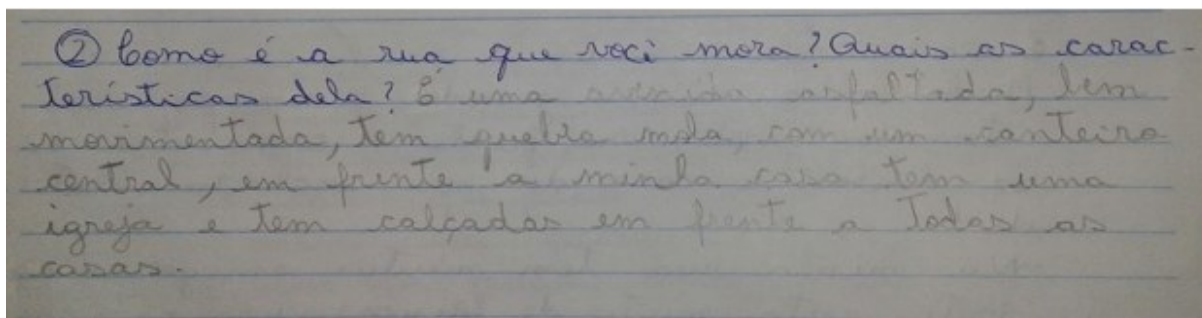 ② Como é a rua que você mora? Quais as carac-
terísticas dela? É uma avenida asfaltada, bem
movimentada, tem quebra mola, com um canteiro
central, em frente a minha casa tem uma
igreja e tem calçadas em frente a todas as
casas.